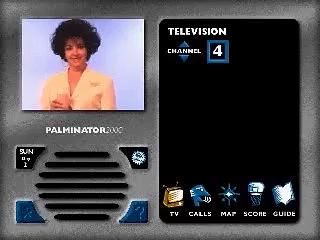 TELEVISION
CHANNEL 4
PALMINATOR2000
SUN
TV CALLS MAP SCORE GUIDE
?